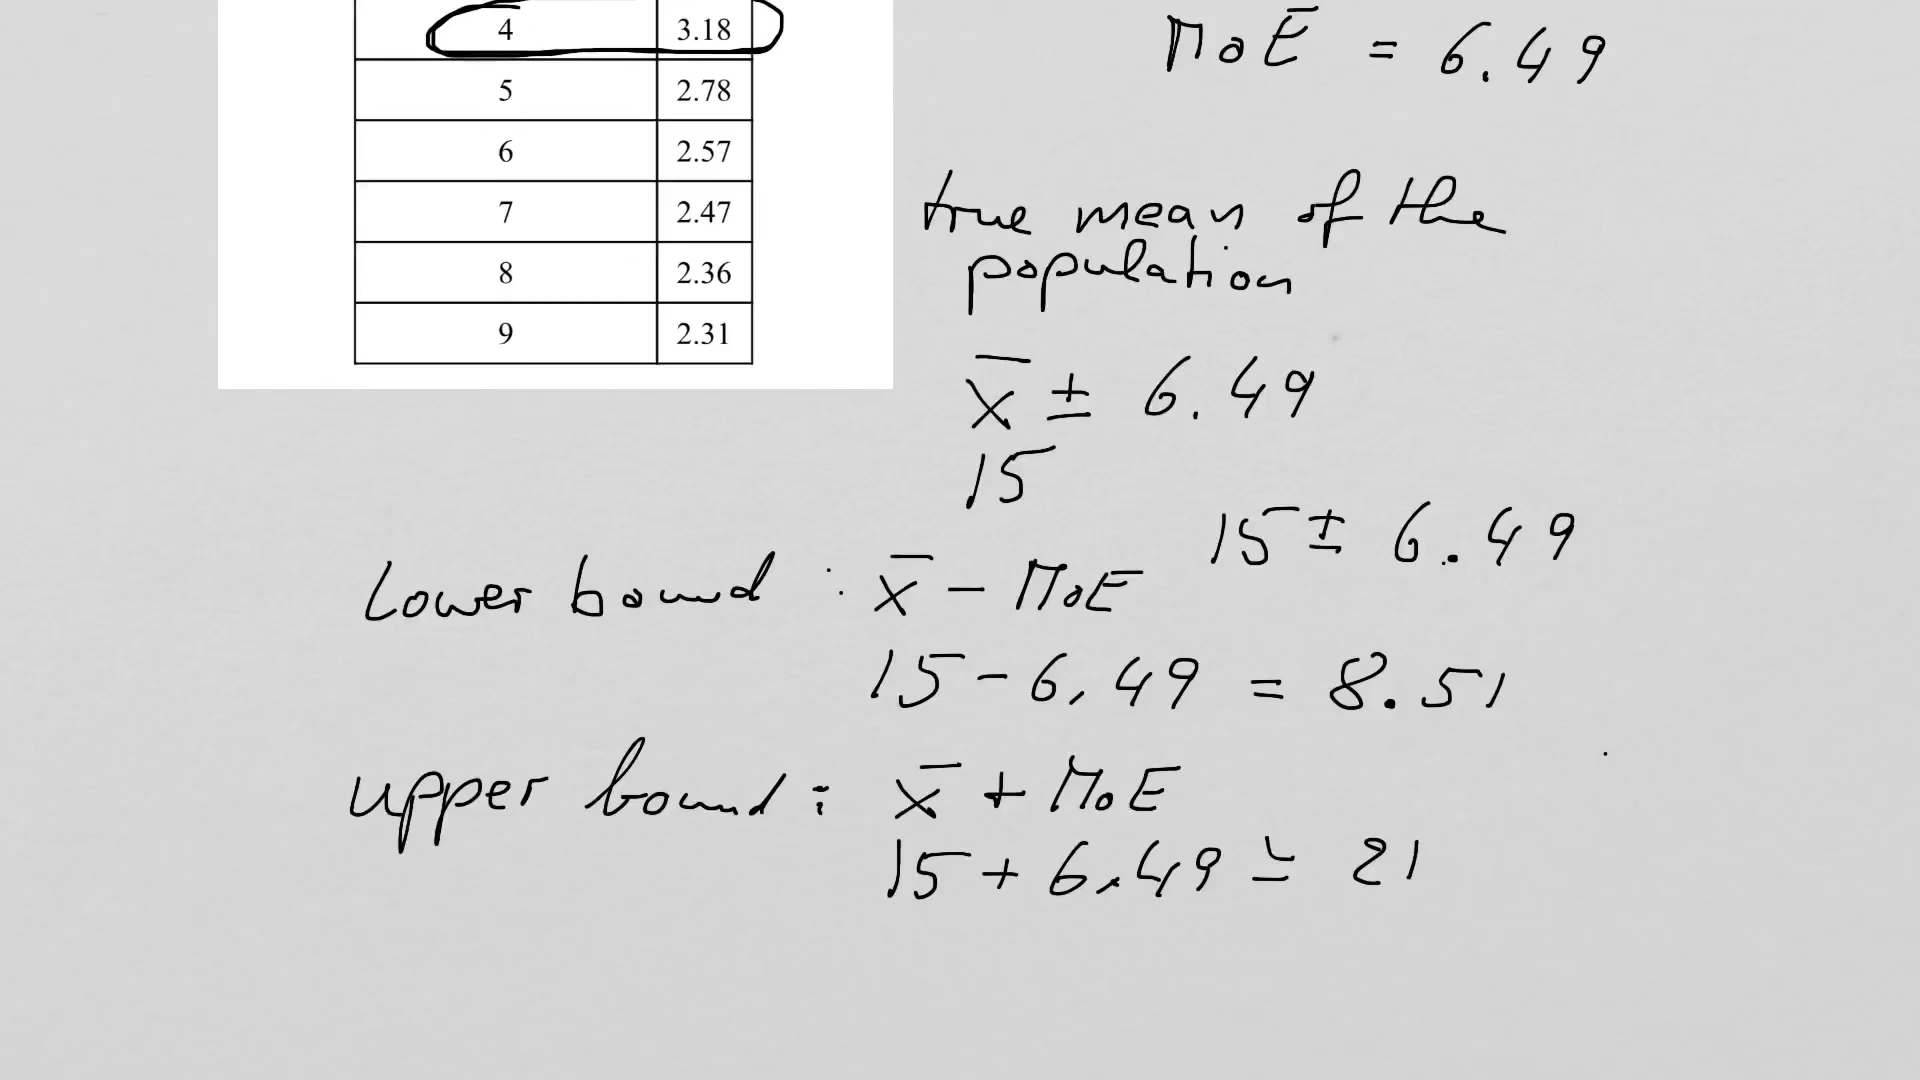 4 3.18
5 2.78
6 2.57
7 2.47
8 2.36
9 2.31
MoE = 6.49
true mean of the
population
x̄ ± 6.49
15
15 ± 6.49
Lower bound : x̄ - MoE
15 - 6.49 = 8.51
upper bound : x̄ + MoE
15 + 6.49 ≃ 21